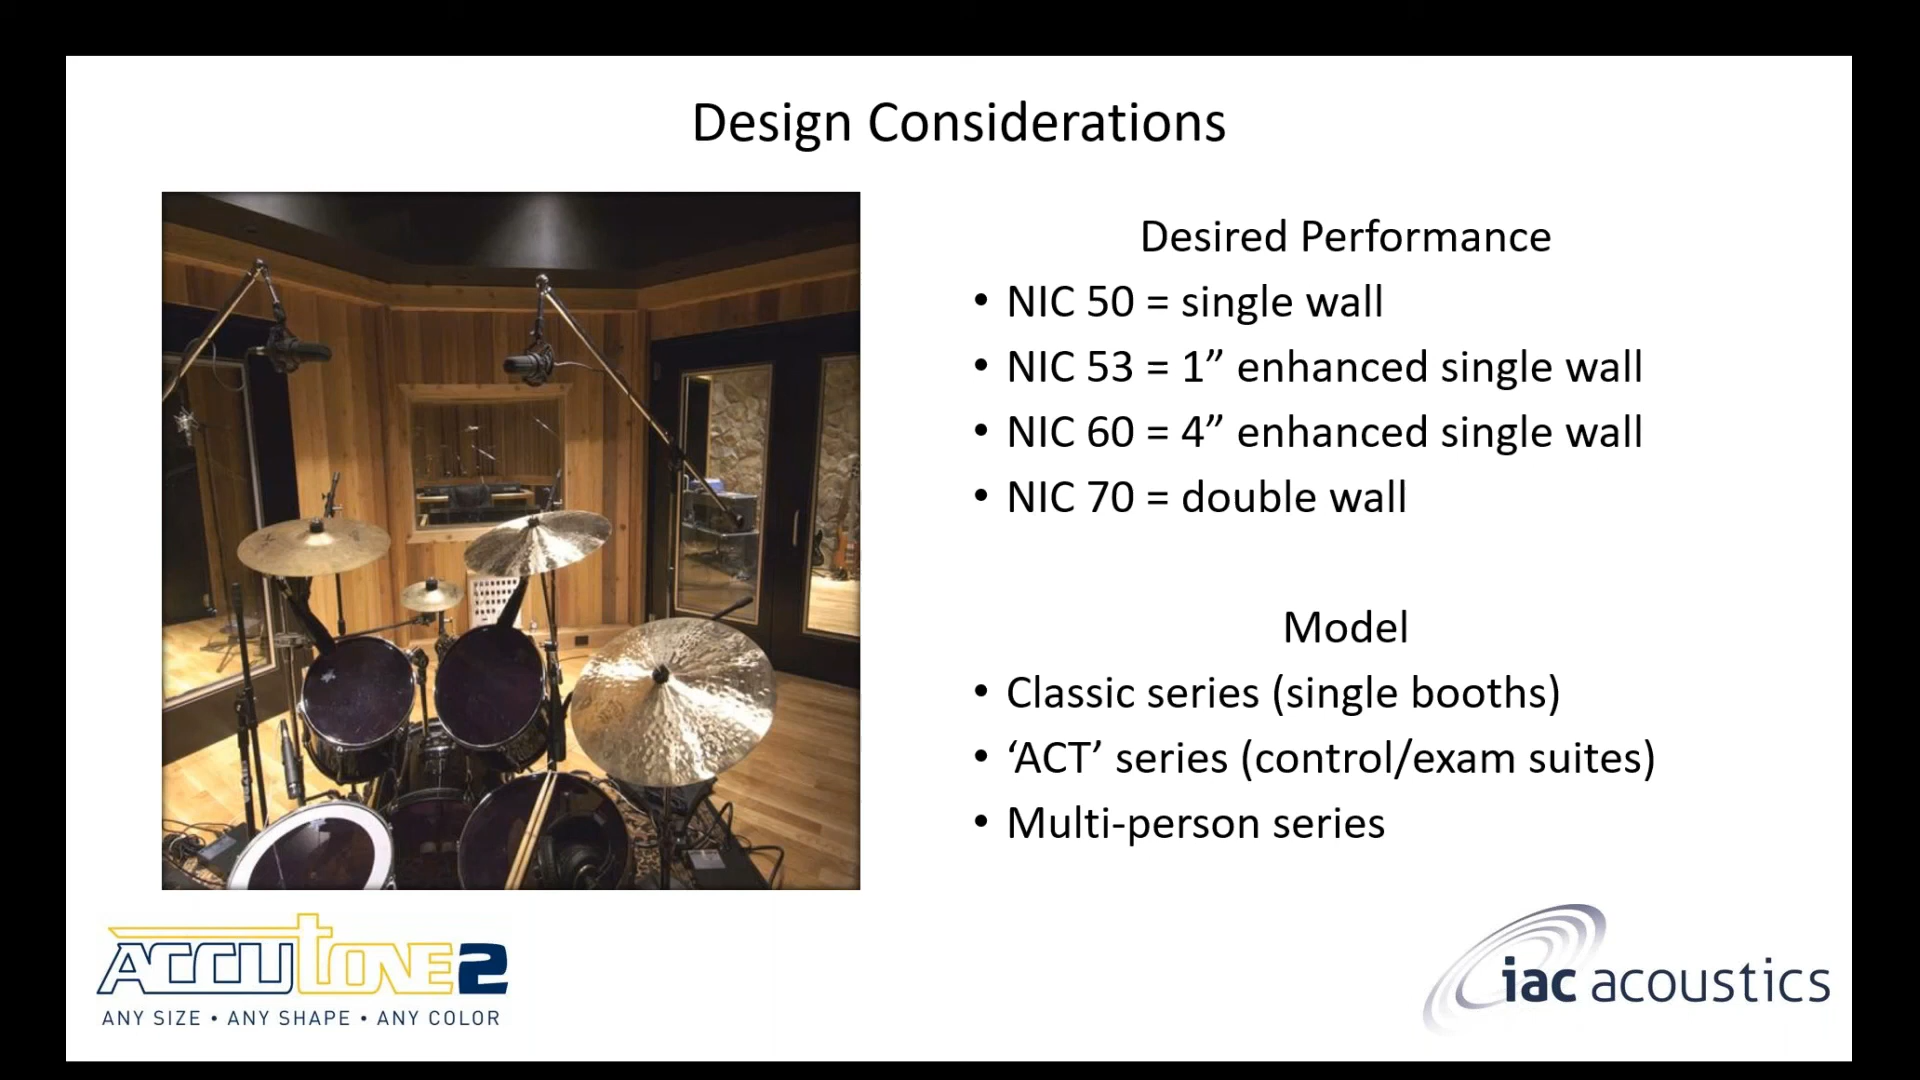 Design Considerations
Desired Performance
• NIC 50 = single wall
• NIC 53 = 1” enhanced single wall
• NIC 60 = 4” enhanced single wall
• NIC 70 = double wall
Model
• Classic series (single booths)
• ‘ACT’ series (control/exam suites)
• Multi-person series
ACCUTONE2
ANY SIZE • ANY SHAPE • ANY COLOR
iac acoustics